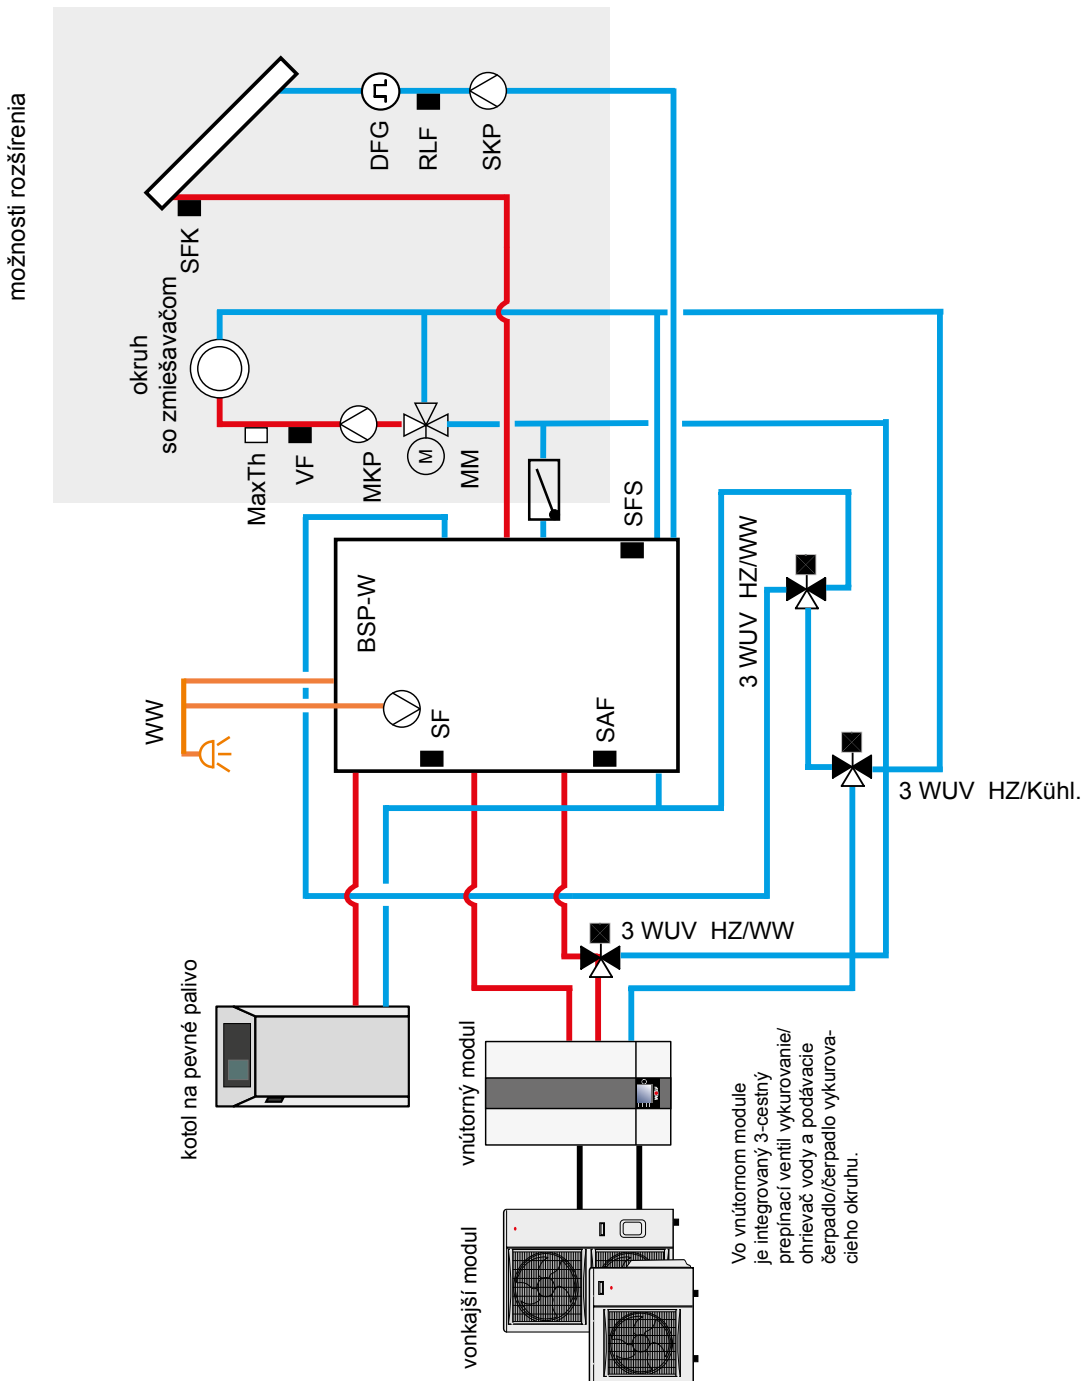 možnosti rozšírenia
DFG
RLF
SKP
SFK
okruh
so zmiešavačom
MaxTh
VF
MKP
M
MM
SFS
BSP-W
3 WUV  HZ/WW
WW
SF
SAF
3 WUV  HZ/Kühl.
3 WUV  HZ/WW
kotol na pevné palivo
vnútorný modul
vonkajší modul
Vo vnútornom module
je integrovaný 3-cestný
prepínací ventil vykurovanie/
ohrievač vody a podávacie
čerpadlo/čerpadlo vykurova-
cieho okruhu.